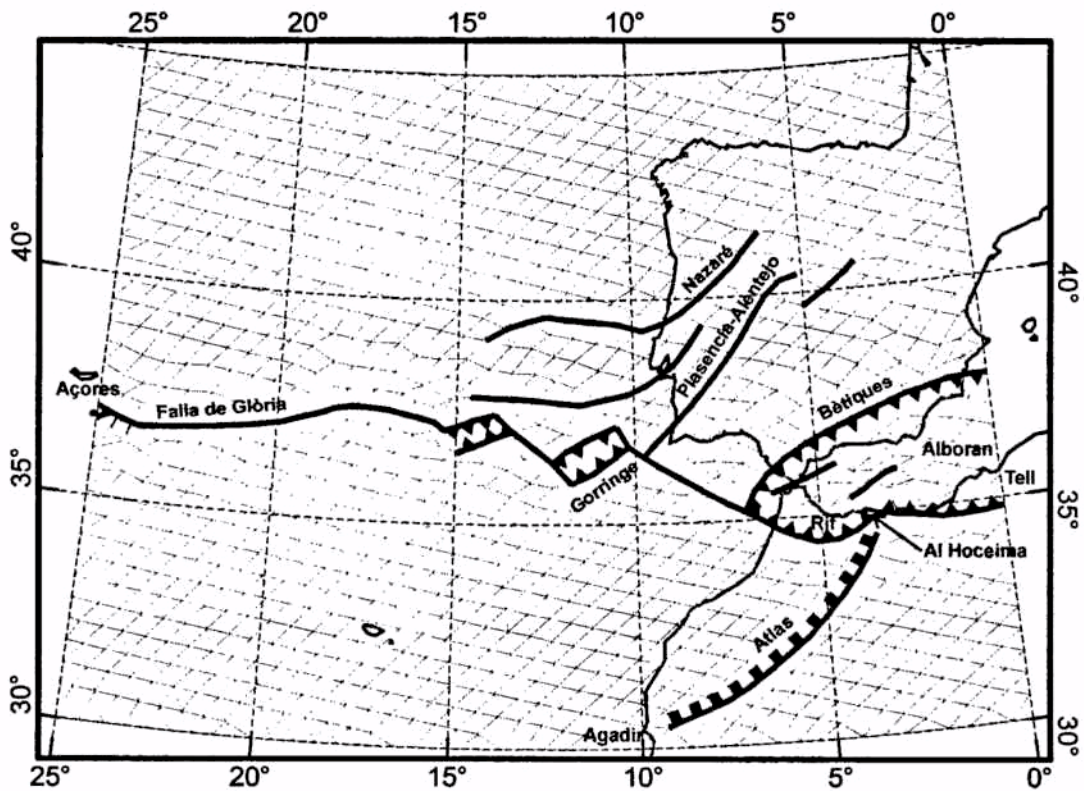 25° 20° 15° 10° 5° 0°
40°
40°
Nazaré
Plasencia-Alentejo
Açores
Falla de Glòria
Bètiques
Alboran
35°
35°
Gorringe
Tell
Rif
Al Hoceima
Atlas
30°
30°
Agadir
25° 20° 15° 10° 5° 0°